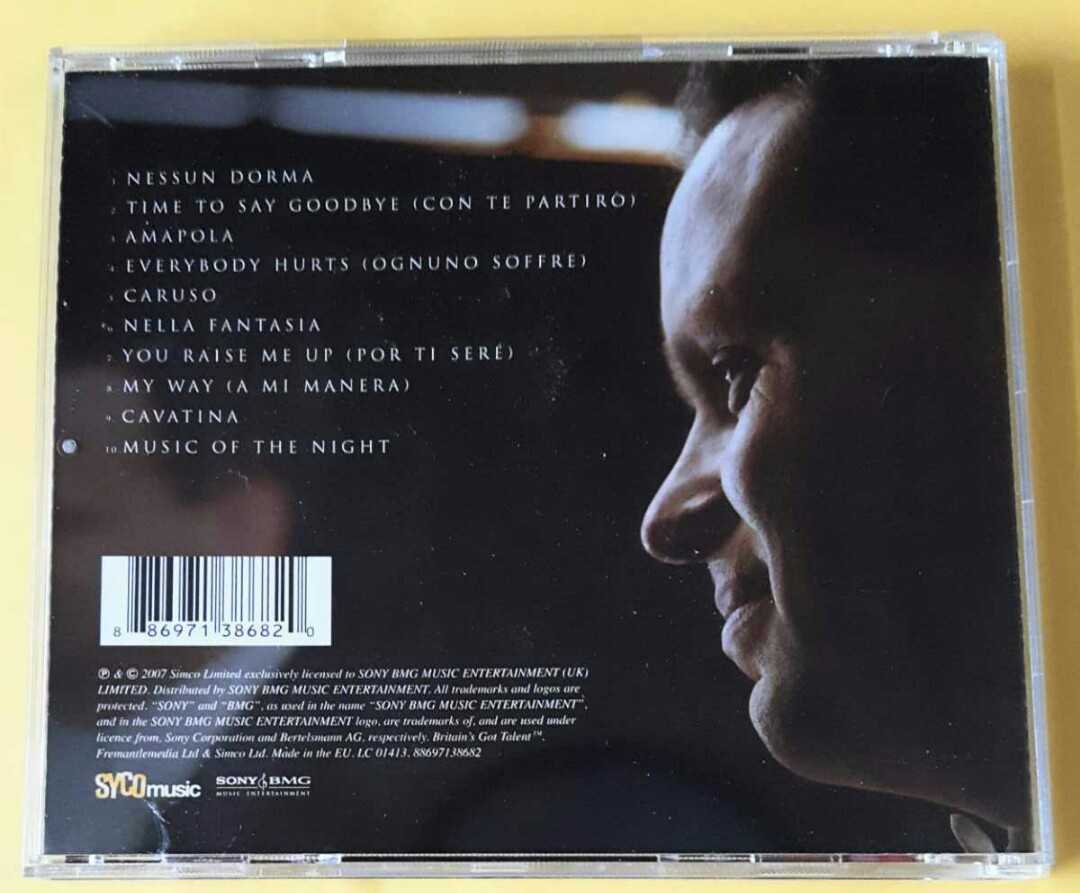 1 NESSUN DORMA
2 TIME TO SAY GOODBYE (CON TE PARTIRÒ)
3 AMAPOLA
4 EVERYBODY HURTS (OGNUNO SOFFRE)
5 CARUSO
6 NELLA FANTASIA
7 YOU RAISE ME UP (POR TI SERÉ)
8 MY WAY (A MI MANERA)
9 CAVATINA
10 MUSIC OF THE NIGHT
8 86971 38682 0
℗ & © 2007 Simco Limited exclusively licensed to SONY BMG MUSIC ENTERTAINMENT (UK)
LIMITED. Distributed by SONY BMG MUSIC ENTERTAINMENT. All trademarks and logos are
protected. "SONY" and "BMG", as used in the name "SONY BMG MUSIC ENTERTAINMENT",
and in the SONY BMG MUSIC ENTERTAINMENT logo, are trademarks of, and are used under
licence from, Sony Corporation and Bertelsmann AG, respectively. Britain's Got Talent™.
Fremantlemedia Ltd & Simco Ltd. Made in the EU. LC 01413. 88697138682
SYCOmusic SONY BMG
MUSIC ENTERTAINMENT